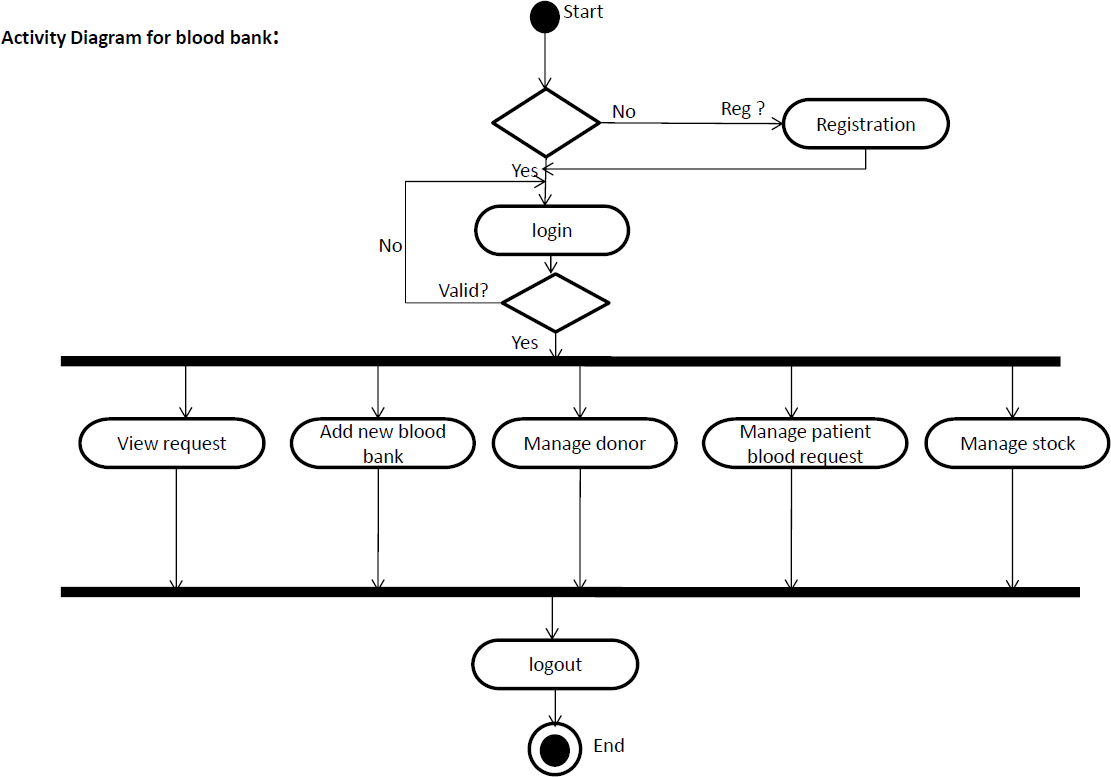 Start
Activity Diagram for blood bank:
No
Reg ?
Registration
Yes
login
No
Valid?
Yes
View request
Add new blood
bank
Manage donor
Manage patient
blood request
Manage stock
logout
End